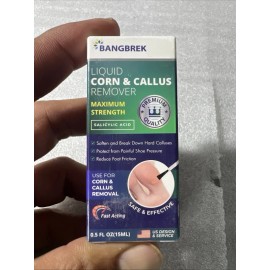 BANGBREK
LIQUID
CORN & CALLUS
REMOVER
MAXIMUM
STRENGTH
SALICYLIC ACID
PREMIUM
QUALITY
Soften and Break Down Hard Calluses
Protect from Painful Shoe Pressure
Reduce Foot Friction
USE FOR
CORN &
CALLUS
REMOVAL
Fast Acting
SAFE & EFFECTIVE
0.5 FL OZ(15ML)
US DESIGN
& SERVICE